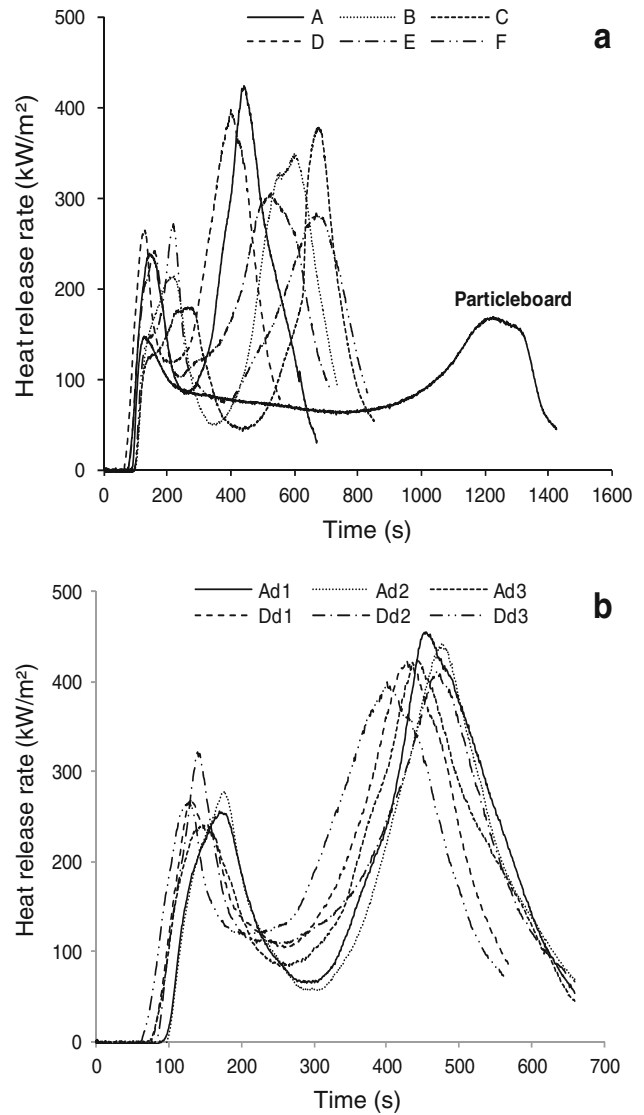 A B C
D E F
a
500
400
300
200
100
0
Heat release rate (kW/m²)
Particleboard
0 200 400 600 800 1000 1200 1400 1600
Time (s)
Ad1 Ad2 Ad3
Dd1 Dd2 Dd3
b
500
400
300
200
100
0
Heat release rate (kW/m²)
0 100 200 300 400 500 600 700
Time (s)